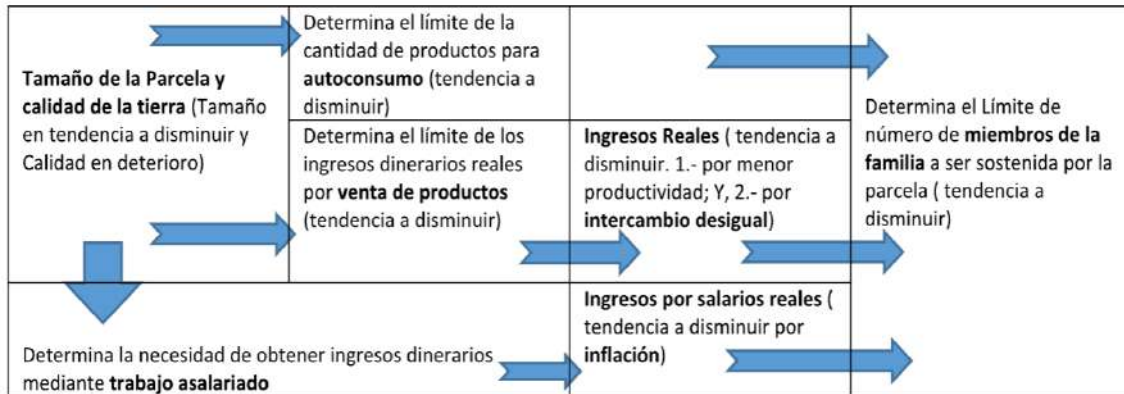 Tamaño de la Parcela y
calidad de la tierra (Tamaño
en tendencia a disminuir y
Calidad en deterioro)
Determina el límite de la
cantidad de productos para
autoconsumo (tendencia a
disminuir)
Determina el límite de los
ingresos dinerarios reales
por venta de productos
(tendencia a disminuir)
Ingresos Reales ( tendencia a
disminuir. 1.- por menor
productividad; Y, 2.- por
intercambio desigual)
Determina el Límite de
número de miembros de la
familia a ser sostenida por la
parcela ( tendencia a
disminuir)
Determina la necesidad de obtener ingresos dinerarios
mediante trabajo asalariado
Ingresos por salarios reales (
tendencia a disminuir por
inflación)